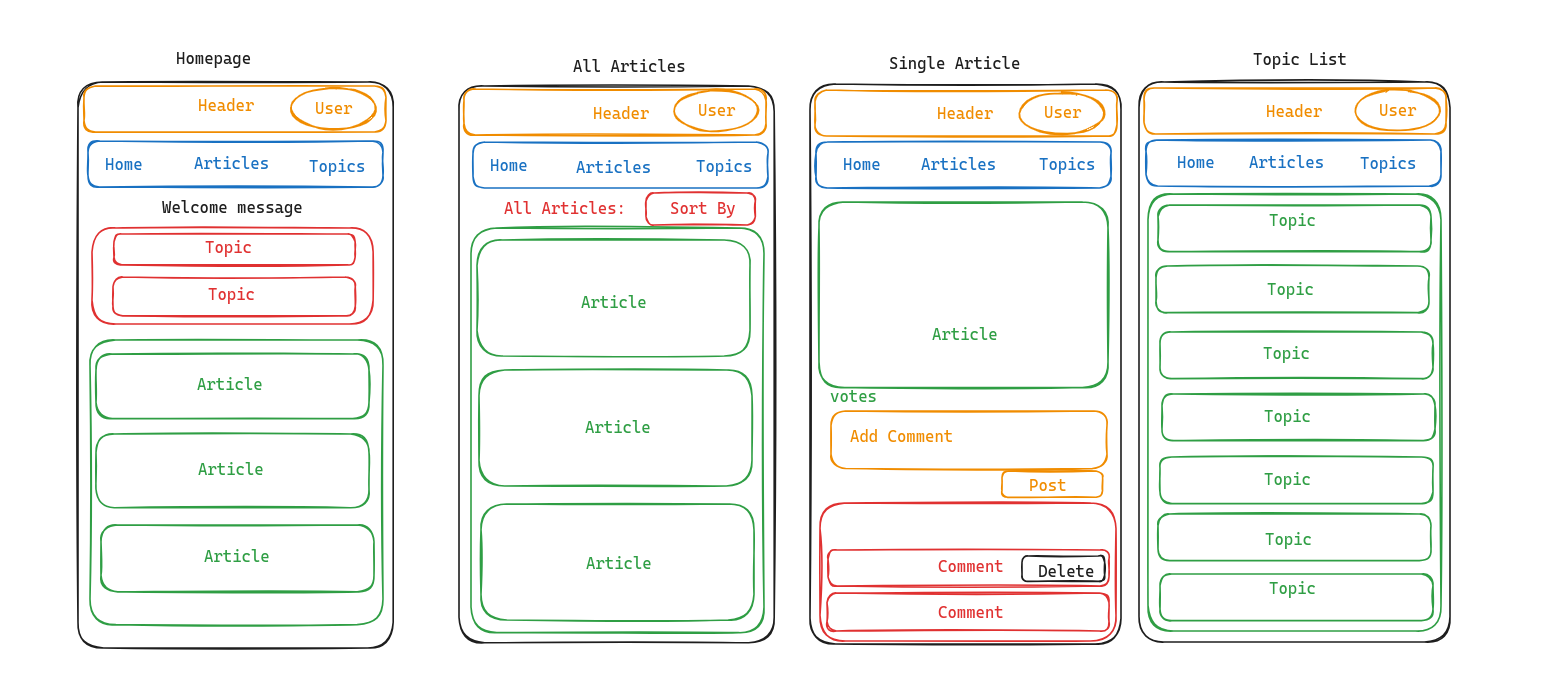 Homepage
Header User
Home Articles Topics
Welcome message
Topic
Topic
Article
Article
Article
All Articles
Header User
Home Articles Topics
All Articles: Sort By
Article
Article
Article
Single Article
Header User
Home Articles Topics
Article
votes
Add Comment
Post
Comment Delete
Comment
Topic List
Header User
Home Articles Topics
Topic
Topic
Topic
Topic
Topic
Topic
Topic